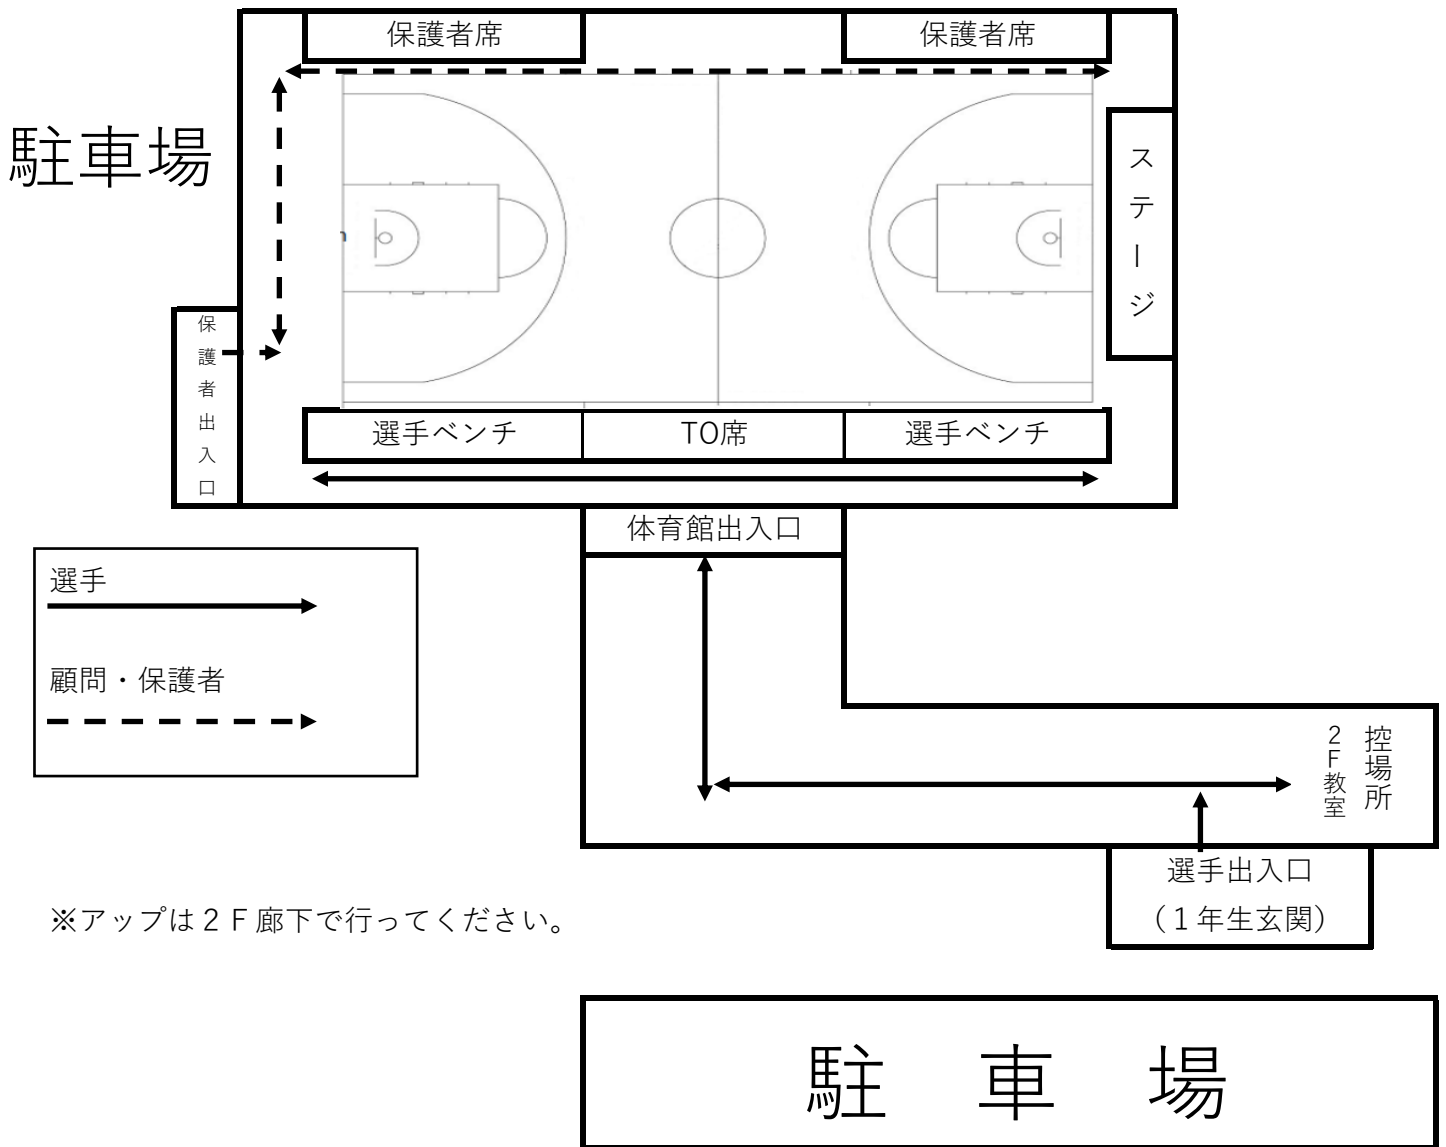 保護者席
保護者席
駐車場
ステージ
保護者出入口
選手ベンチ
TO席
選手ベンチ
体育館出入口
選手
顧問・保護者
控場所
2F教室
選手出入口
(1年生玄関)
※アップは2F廊下で行ってください。
駐車場